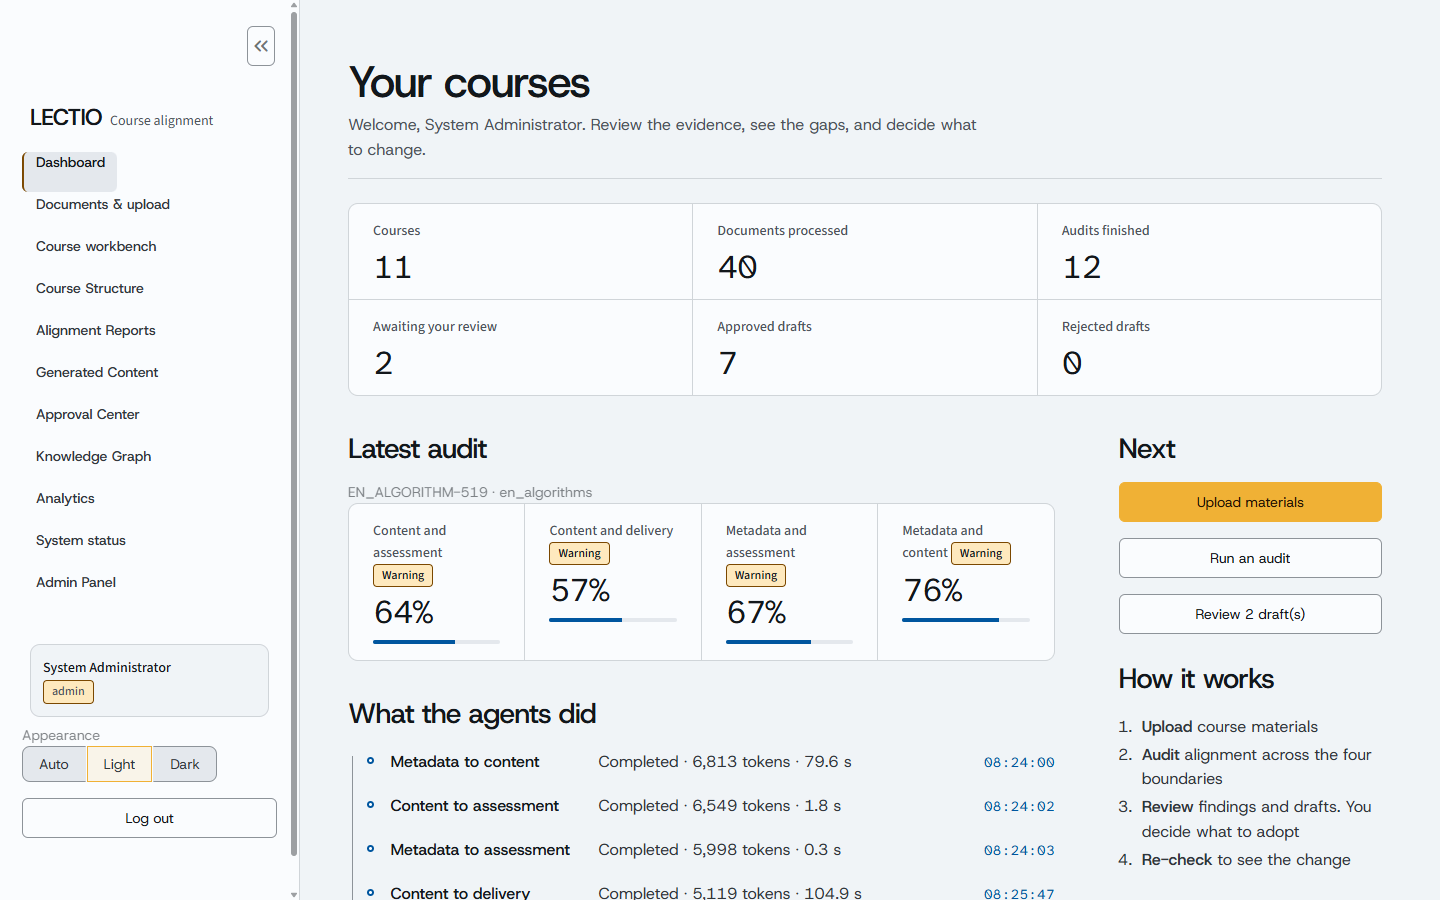 LECTIO Course alignment
Dashboard
Documents & upload
Course workbench
Course Structure
Alignment Reports
Generated Content
Approval Center
Knowledge Graph
Analytics
System status
Admin Panel
System Administrator
admin
Appearance
Auto Light Dark
Log out
Your courses
Welcome, System Administrator. Review the evidence, see the gaps, and decide what
to change.
Courses
11
Documents processed
40
Audits finished
12
Awaiting your review
2
Approved drafts
7
Rejected drafts
0
Latest audit
EN_ALGORITHM-519 · en_algorithms
Content and
assessment
Warning
64%
Content and delivery
Warning
57%
Metadata and
assessment
Warning
67%
Metadata and
content Warning
76%
What the agents did
Metadata to content Completed · 6,813 tokens · 79.6 s 08:24:00
Content to assessment Completed · 6,549 tokens · 1.8 s 08:24:02
Metadata to assessment Completed · 5,998 tokens · 0.3 s 08:24:03
Content to delivery Completed · 5,119 tokens · 104.9 s 08:25:47
Next
Upload materials
Run an audit
Review 2 draft(s)
How it works
1. Upload course materials
2. Audit alignment across the four
boundaries
3. Review findings and drafts. You
decide what to adopt
4. Re-check to see the change